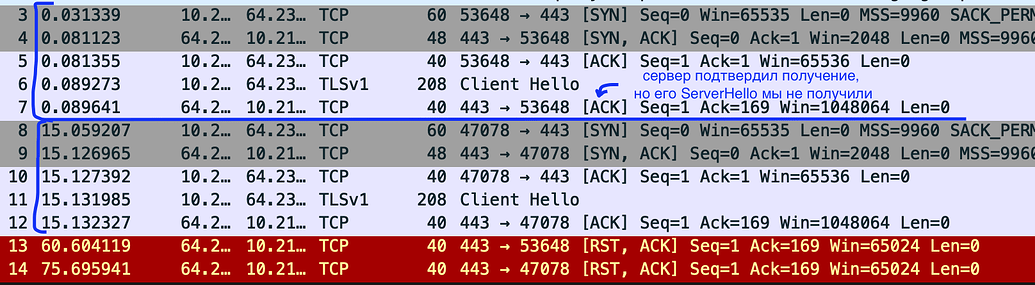 3 0.031339 10.2… 64.23… TCP 60 53648 → 443 [SYN] Seq=0 Win=65535 Len=0 MSS=9960 SACK_PERM
4 0.081123 64.2… 10.21… TCP 48 443 → 53648 [SYN, ACK] Seq=0 Ack=1 Win=2048 Len=0 MSS=9960
5 0.081355 10.2… 64.23… TCP 40 53648 → 443 [ACK] Seq=1 Ack=1 Win=65536 Len=0
сервер подтвердил получение,
6 0.089273 10.2… 64.23… TLSv1 208 Client Hello
но его ServerHello мы не получили
7 0.089641 64.2… 10.21… TCP 40 443 → 53648 [ACK] Seq=1 Ack=169 Win=1048064 Len=0
8 15.059207 10.2… 64.23… TCP 60 47078 → 443 [SYN] Seq=0 Win=65535 Len=0 MSS=9960 SACK_PERM
9 15.126965 64.2… 10.21… TCP 48 443 → 47078 [SYN, ACK] Seq=0 Ack=1 Win=2048 Len=0 MSS=9960
10 15.127392 10.2… 64.23… TCP 40 47078 → 443 [ACK] Seq=1 Ack=1 Win=65536 Len=0
11 15.131985 10.2… 64.23… TLSv1 208 Client Hello
12 15.132327 64.2… 10.21… TCP 40 443 → 47078 [ACK] Seq=1 Ack=169 Win=1048064 Len=0
13 60.604119 64.2… 10.21… TCP 40 443 → 53648 [RST, ACK] Seq=1 Ack=169 Win=65024 Len=0
14 75.695941 64.2… 10.21… TCP 40 443 → 47078 [RST, ACK] Seq=1 Ack=169 Win=65024 Len=0